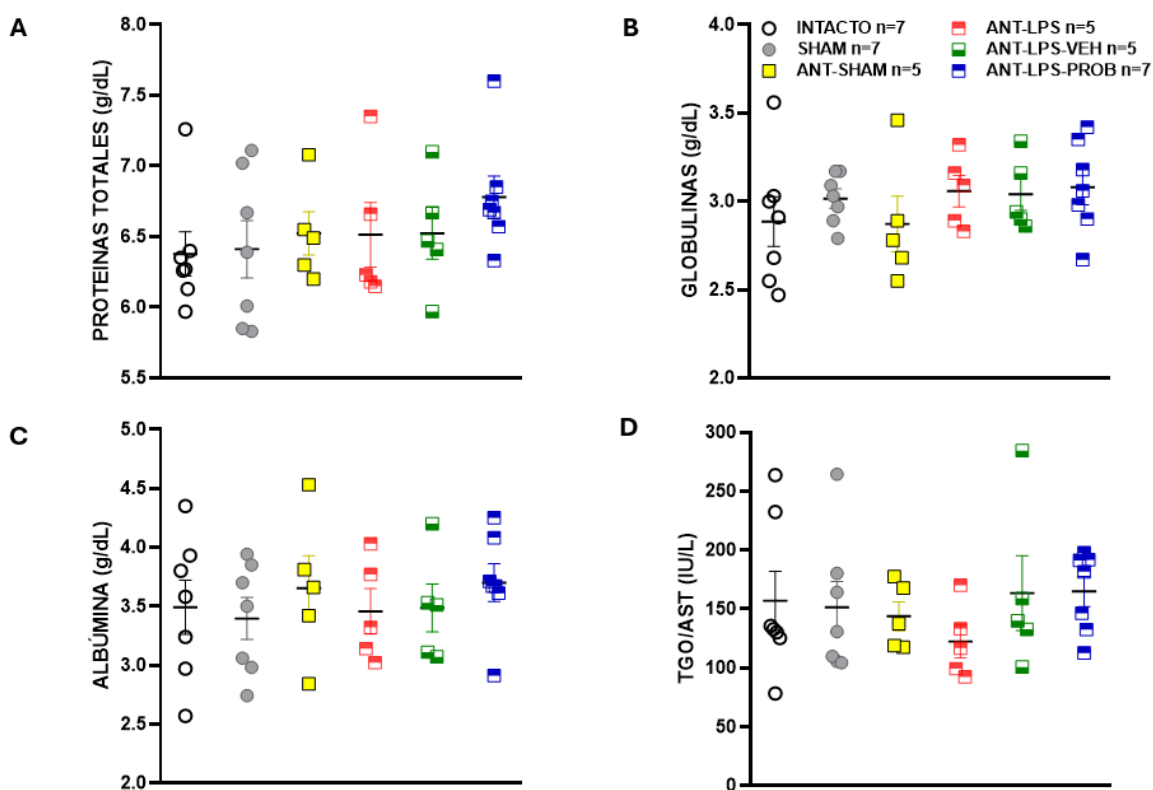 A
8.0
7.5
7.0
6.5
6.0
5.5
PROTEINAS TOTALES (g/dL)
B
4.0
3.5
3.0
2.5
2.0
GLOBULINAS (g/dL)
INTACTO n=7
SHAM n=7
ANT-SHAM n=5
ANT-LPS n=5
ANT-LPS-VEH n=5
ANT-LPS-PROB n=7
C
5.0
4.5
4.0
3.5
3.0
2.5
2.0
ALBÚMINA (g/dL)
D
300
250
200
150
100
50
0
TGO/AST (IU/L)